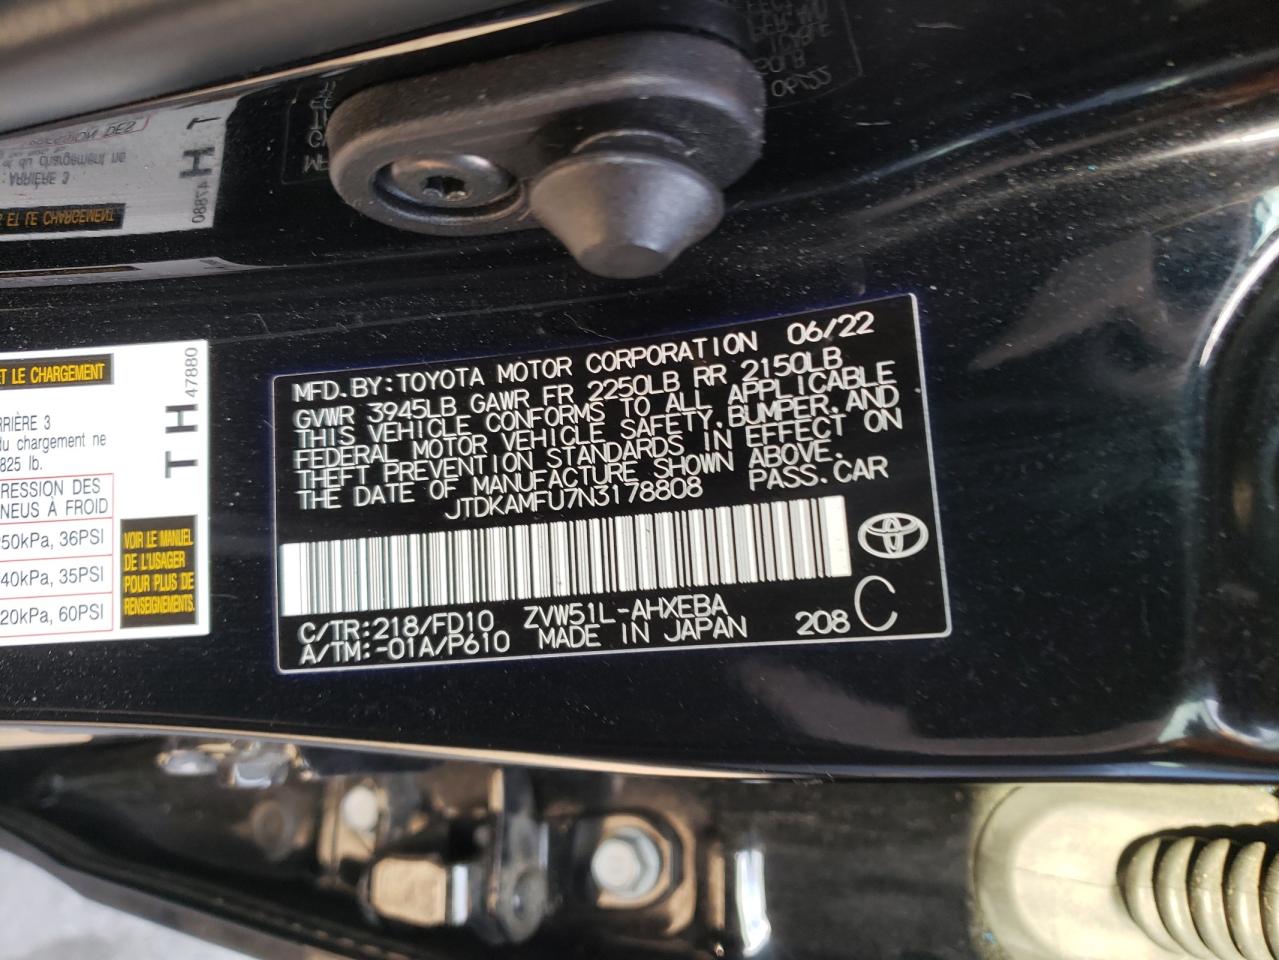 MFD.BY:TOYOTA MOTOR CORPORATION 06/22
GVWR 3945LB GAWR FR 2250LB RR 2150LB
THIS VEHICLE CONFORMS TO ALL APPLICABLE
FEDERAL MOTOR VEHICLE SAFETY,BUMPER,AND
THEFT PREVENTION STANDARDS IN EFFECT ON
THE DATE OF MANUFACTURE SHOWN ABOVE.
JTDKAMFU7N3178808 PASS.CAR
C/TR:218/FD10 ZVW51L-AHXEBA
A/TM:-01A/P610 MADE IN JAPAN 208 C
ET LE CHARGEMENT
47880
TH
3
du chargement ne
825 lb.
DES
À FROID
36PSI
40kPa, 35PSI
20kPa, 60PSI
VOIR LE MANUEL
DE L'USAGER
POUR PLUS DE
RENSEIGNEMENTS.